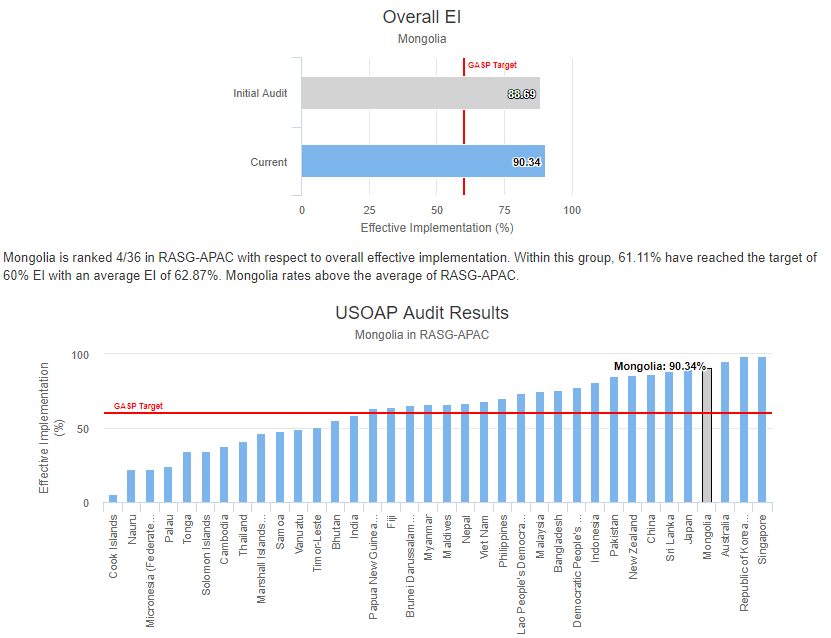 Overall EI
Mongolia
GASP Target
Initial Audit
88.69
Current
90.34
0
25
50
75
100
Effective Implementation (%)
Mongolia is ranked 4/36 in RASG-APAC with respect to overall effective implementation. Within this group, 61.11% have reached the target of
60% EI with an average EI of 62.87%. Mongolia rates above the average of RASG-APAC.
USOAP Audit Results
Mongolia in RASG-APAC
Effective Implementation
(%)
100
50
0
GASP Target
Mongolia: 90.34%
Cook Islands
Nauru
Micronesia (Federate...
Palau
Tonga
Solomon Islands
Cambodia
Thailand
Marshall Islands...
Samoa
Vanuatu
Timor-Leste
Bhutan
India
Papua New Guinea...
Fiji
Brunei Darussalam...
Myanmar
Maldives
Nepal
Viet Nam
Philippines
Lao People's Democra...
Malaysia
Bangladesh
Democratic People's ...
Indonesia
Pakistan
New Zealand
China
Sri Lanka
Japan
Mongolia
Australia
Republic of Korea...
Singapore